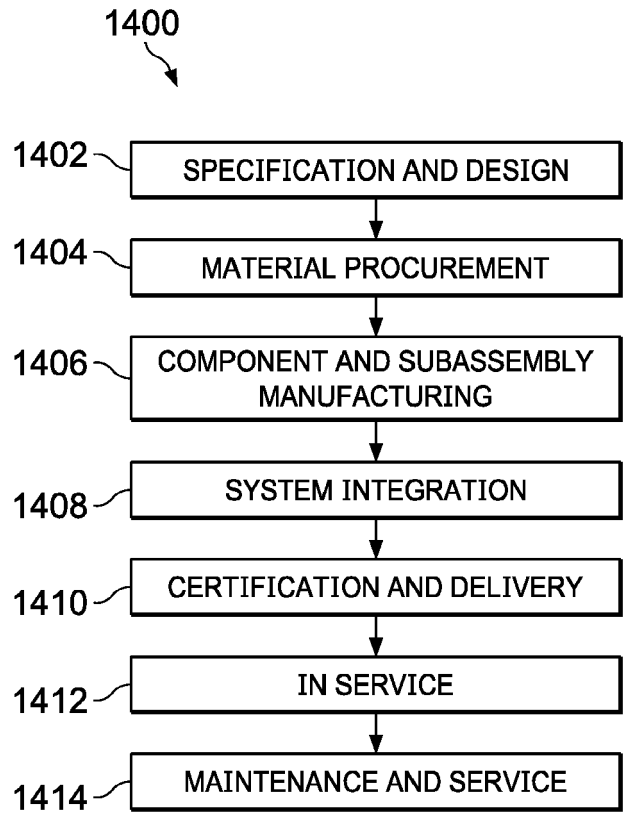 1400
1402
SPECIFICATION AND DESIGN
1404
MATERIAL PROCUREMENT
1406
COMPONENT AND SUBASSEMBLY
MANUFACTURING
1408
SYSTEM INTEGRATION
1410
CERTIFICATION AND DELIVERY
1412
IN SERVICE
1414
MAINTENANCE AND SERVICE